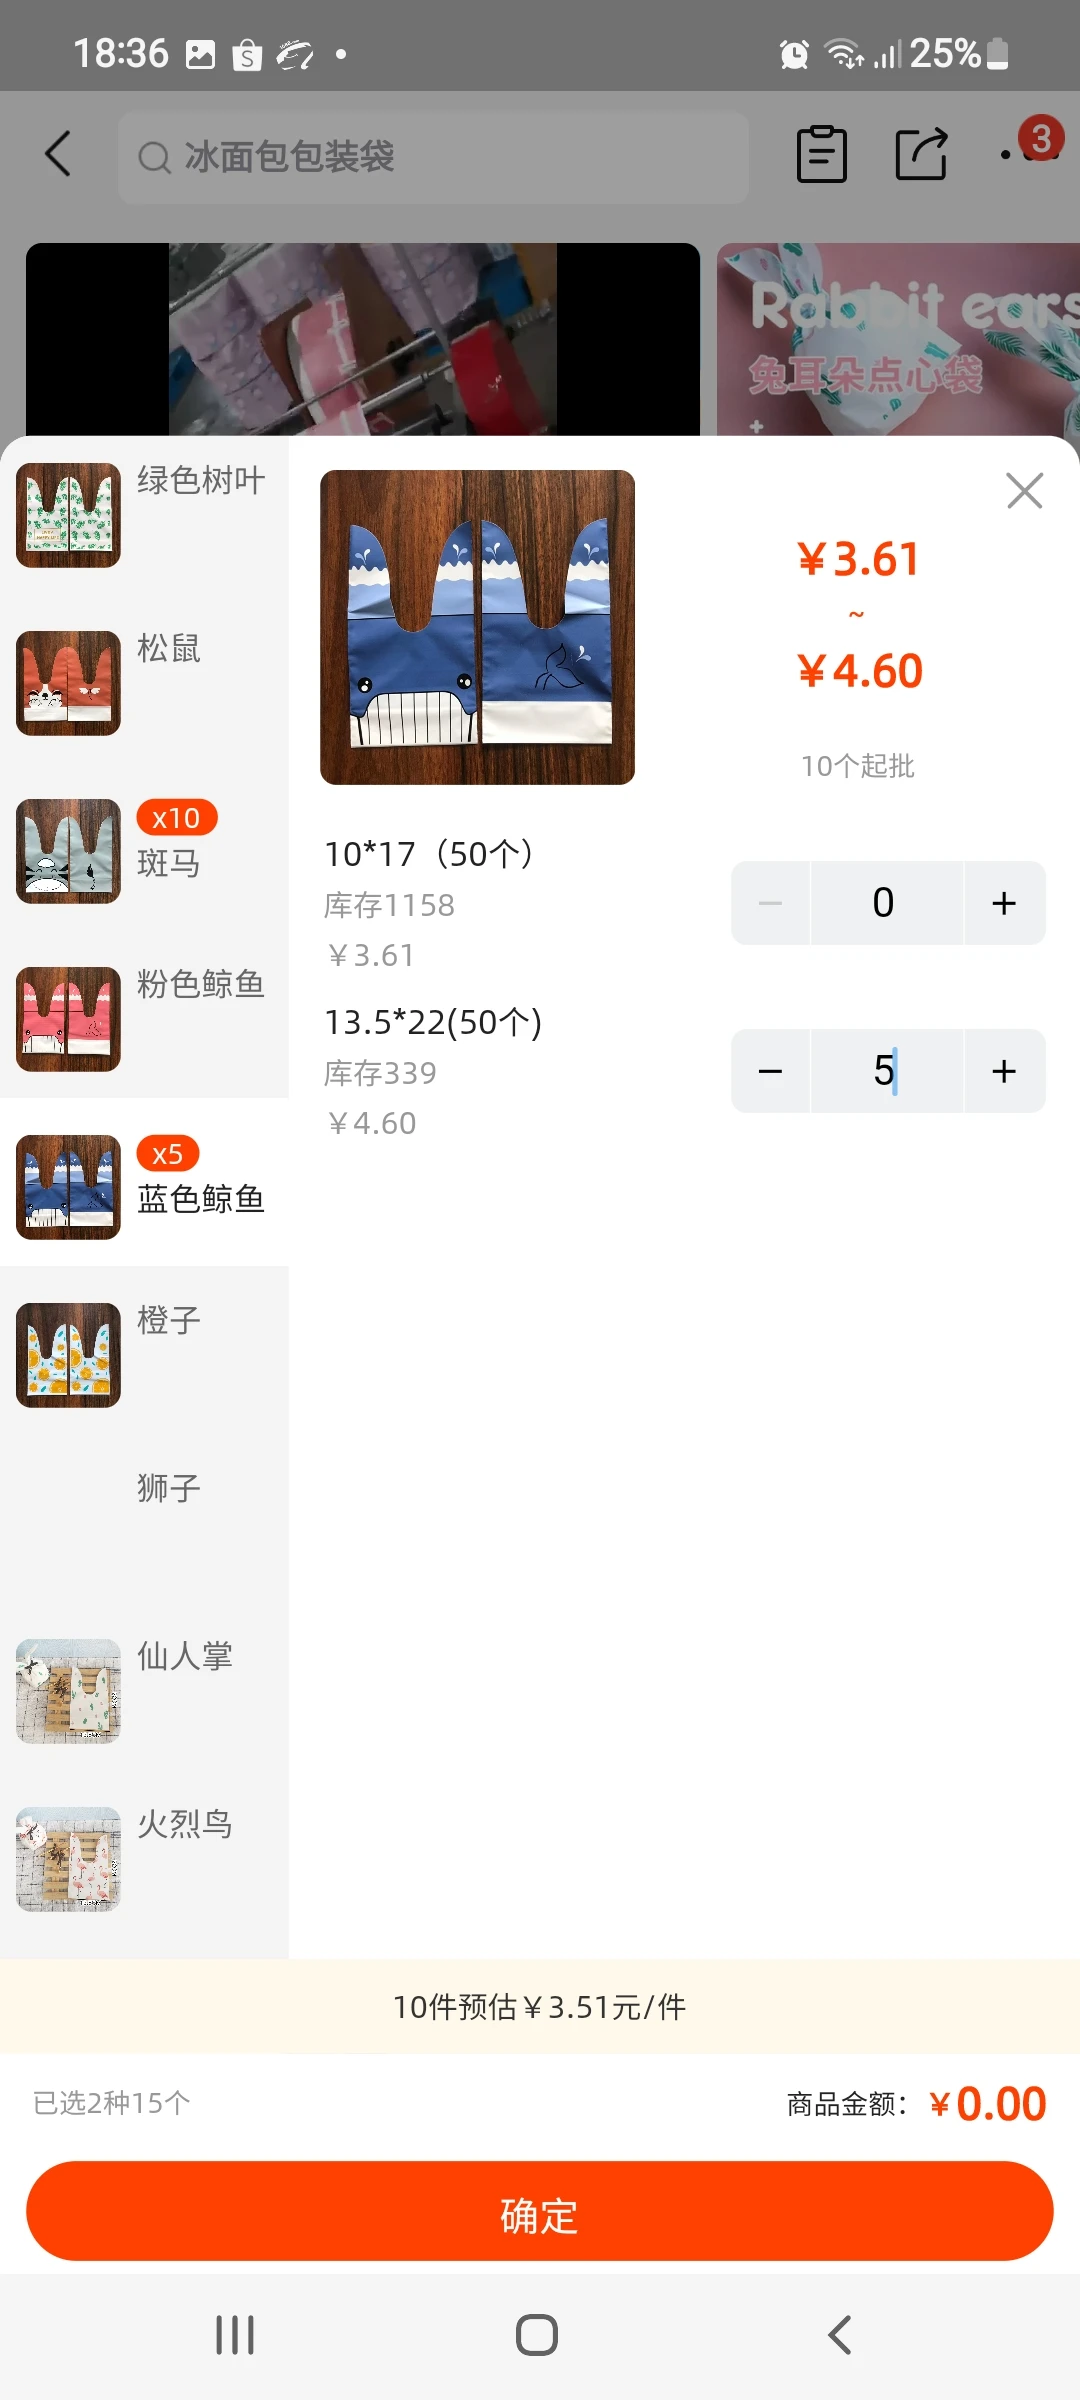 18:36
25%
冰面包包装袋
3
Rabbit ears
兔耳朵点心袋
绿色树叶
松鼠
x10
斑马
粉色鲸鱼
x5
蓝色鲸鱼
橙子
狮子
仙人掌
火烈鸟
¥3.61
~
¥4.60
10个起批
10*17（50个）
库存1158
¥3.61
0
13.5*22(50个)
库存339
¥4.60
5
10件预估¥3.51元/件
已选2种15个
商品金额：¥0.00
确定